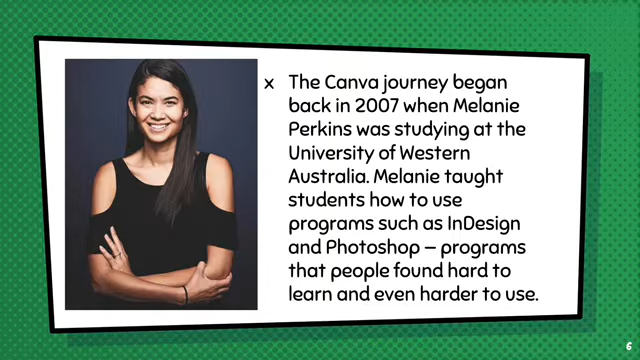 x The Canva journey began
back in 2007 when Melanie
Perkins was studying at the
University of Western
Australia. Melanie taught
students how to use
programs such as InDesign
and Photoshop – programs
that people found hard to
learn and even harder to use.
6